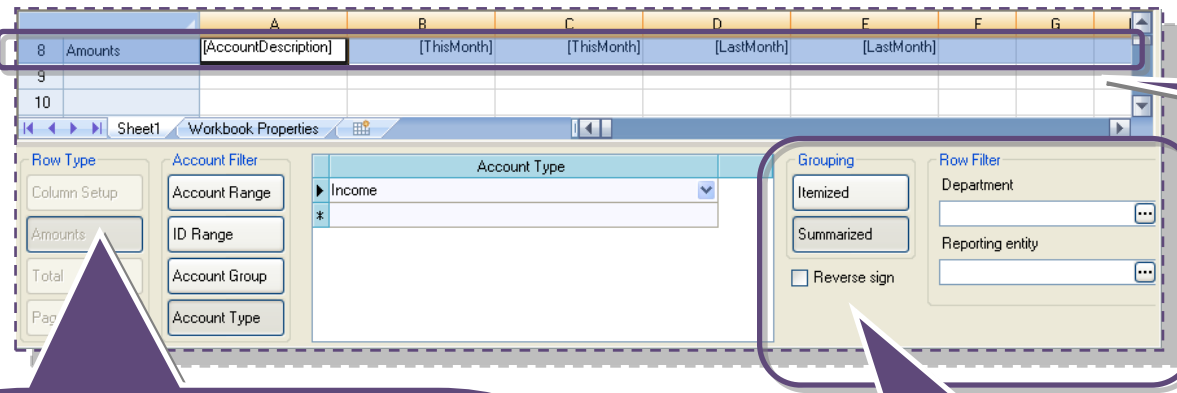 A B C D E F G
8 Amounts [AccountDescription] [ThisMonth] [ThisMonth] [LastMonth] [LastMonth]
9
10
Sheet1 Workbook Properties
Row Type Account Filter Account Type Grouping Row Filter
Column Setup Account Range Income Itemized Department
Amounts ID Range Summarized Reporting entity
Total Account Group Reverse sign
Account Type